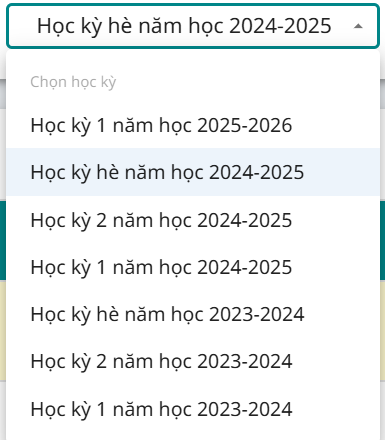 Học kỳ hè năm học 2024-2025
Chọn học kỳ
Học kỳ 1 năm học 2025-2026
Học kỳ hè năm học 2024-2025
Học kỳ 2 năm học 2024-2025
Học kỳ 1 năm học 2024-2025
Học kỳ hè năm học 2023-2024
Học kỳ 2 năm học 2023-2024
Học kỳ 1 năm học 2023-2024